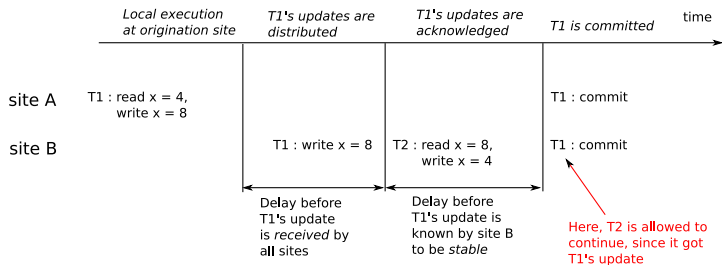 Local execution
at origination site
T1's updates are
distributed
T1's updates are
acknowledged
T1 is committed
time
site A
T1 : read x = 4,
write x = 8
T1 : commit
site B
T1 : write x = 8
T2 : read x = 8,
write x = 4
T1 : commit
Delay before
T1's update
is received by
all sites
Delay before
T1's update is
known by site B
to be stable
Here, T2 is allowed to
continue, since it got
T1's update